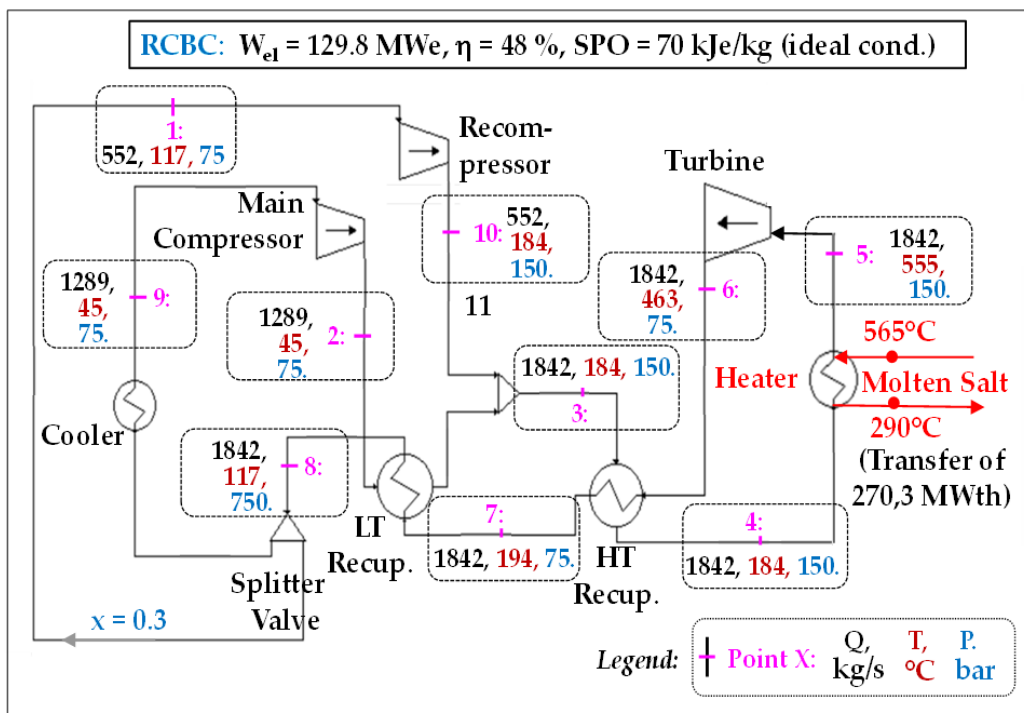 RCBC: W_el = 129.8 MWe, η = 48 %, SPO = 70 kJe/kg (ideal cond.)
1:
552, 117, 75
Recom-
pressor
Turbine
Main
Compressor
10: 552,
184,
150.
11
1842,
463,
75.
6:
5: 1842,
555,
150.
1289,
45,
75.
9:
1289,
45,
75.
2:
1842, 184, 150.
3:
565°C
Heater
Molten Salt
290°C
(Transfer of
270,3 MWth)
Cooler
1842,
117,
750.
8:
LT
Recup.
7:
1842, 194, 75.
HT
Recup.
4:
1842, 184, 150.
Splitter
Valve
x = 0.3
Legend: Point X: Q, T, P.
kg/s °C bar